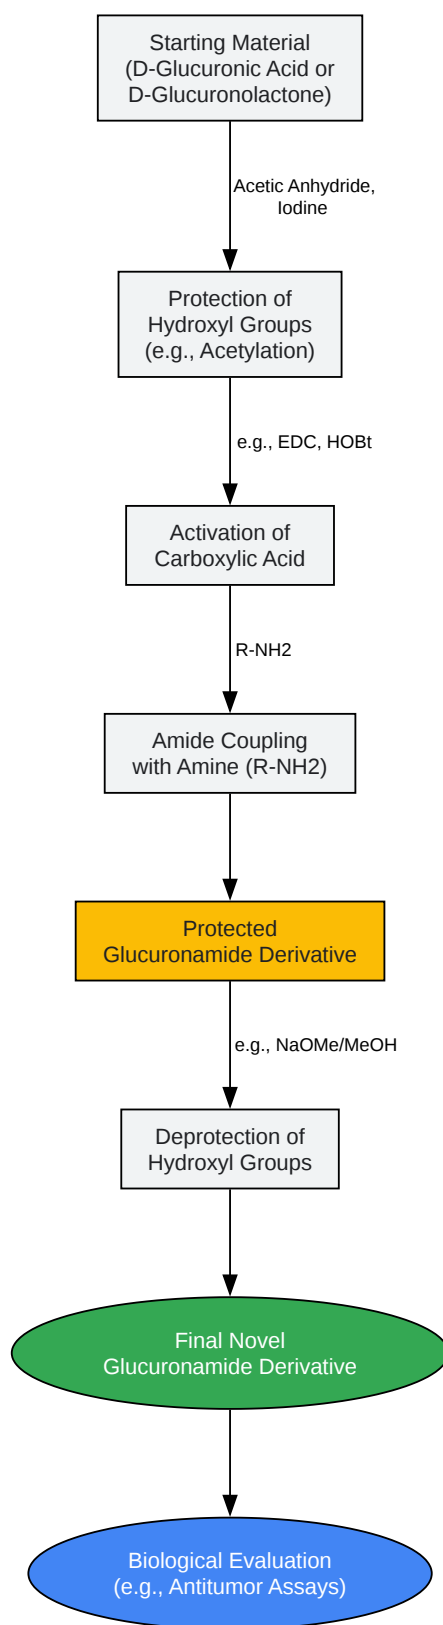 Starting Material
(D-Glucuronic Acid or
D-Glucuronolactone)
Acetic Anhydride,
Iodine
Protection of
Hydroxyl Groups
(e.g., Acetylation)
e.g., EDC, HOBt
Activation of
Carboxylic Acid
R-NH2
Amide Coupling
with Amine (R-NH2)
Protected
Glucuronamide Derivative
e.g., NaOMe/MeOH
Deprotection of
Hydroxyl Groups
Final Novel
Glucuronamide Derivative
Biological Evaluation
(e.g., Antitumor Assays)